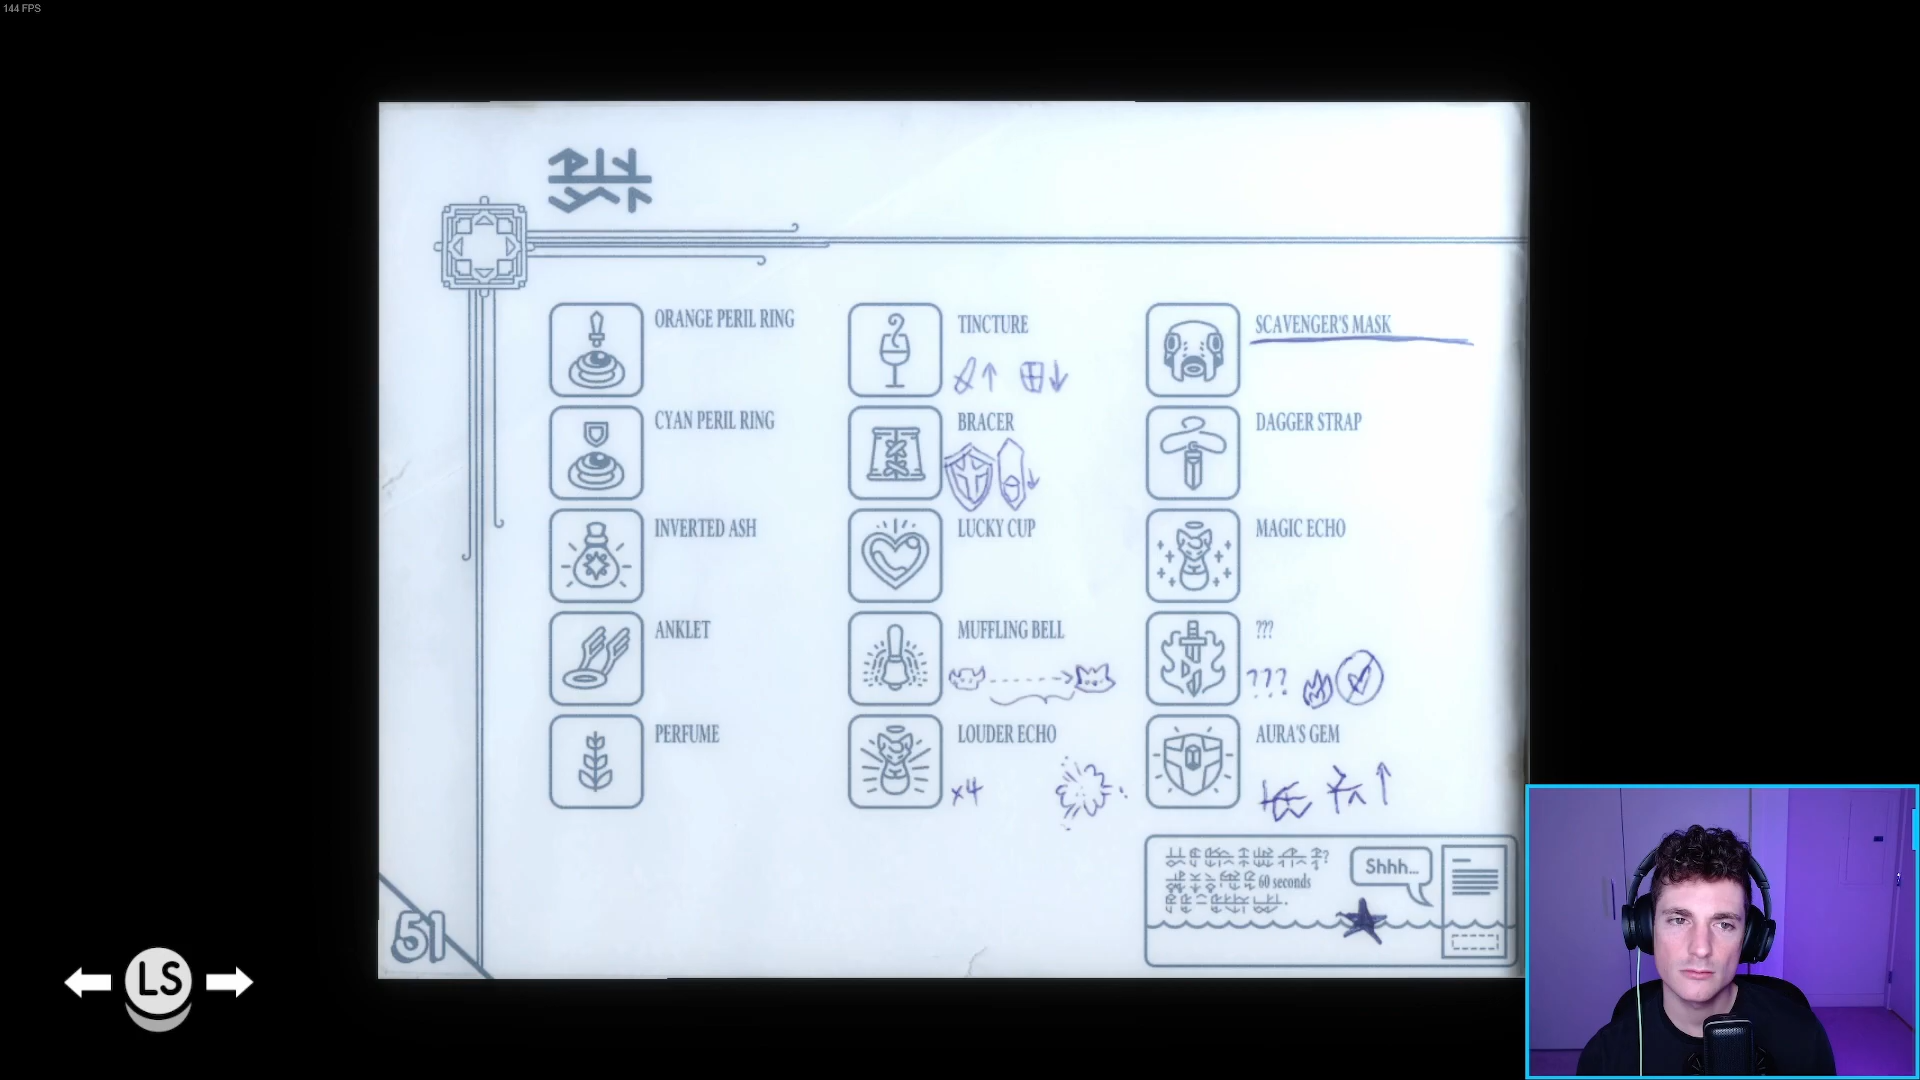 144 FPS
ORANGE PERIL RING
CYAN PERIL RING
INVERTED ASH
ANKLET
PERFUME
TINCTURE
BRACER
LUCKY CUP
MUFFLING BELL
LOUDER ECHO
x4
SCAVENGER'S MASK
DAGGER STRAP
MAGIC ECHO
???
???
AURA'S GEM
?
60 seconds
Shhh...
51
LS